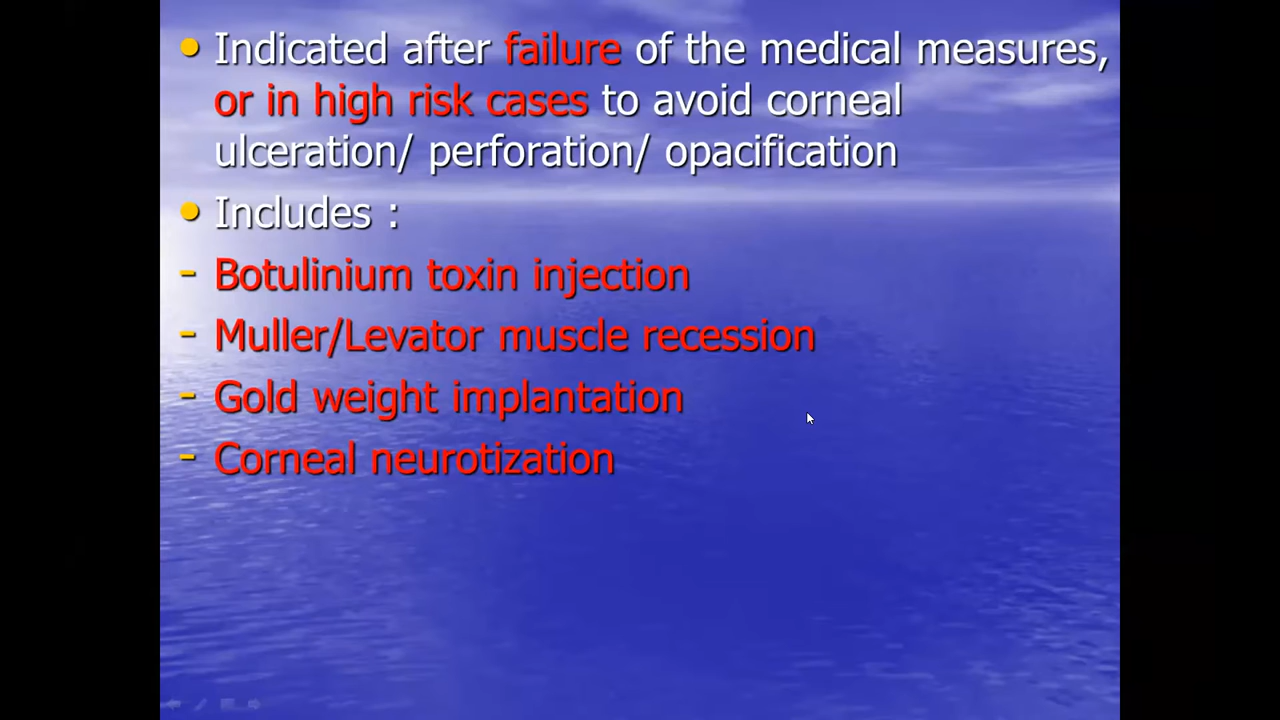 • Indicated after failure of the medical measures,
or in high risk cases to avoid corneal
ulceration/ perforation/ opacification
• Includes :
- Botulinium toxin injection
- Muller/Levator muscle recession
- Gold weight implantation
- Corneal neurotization